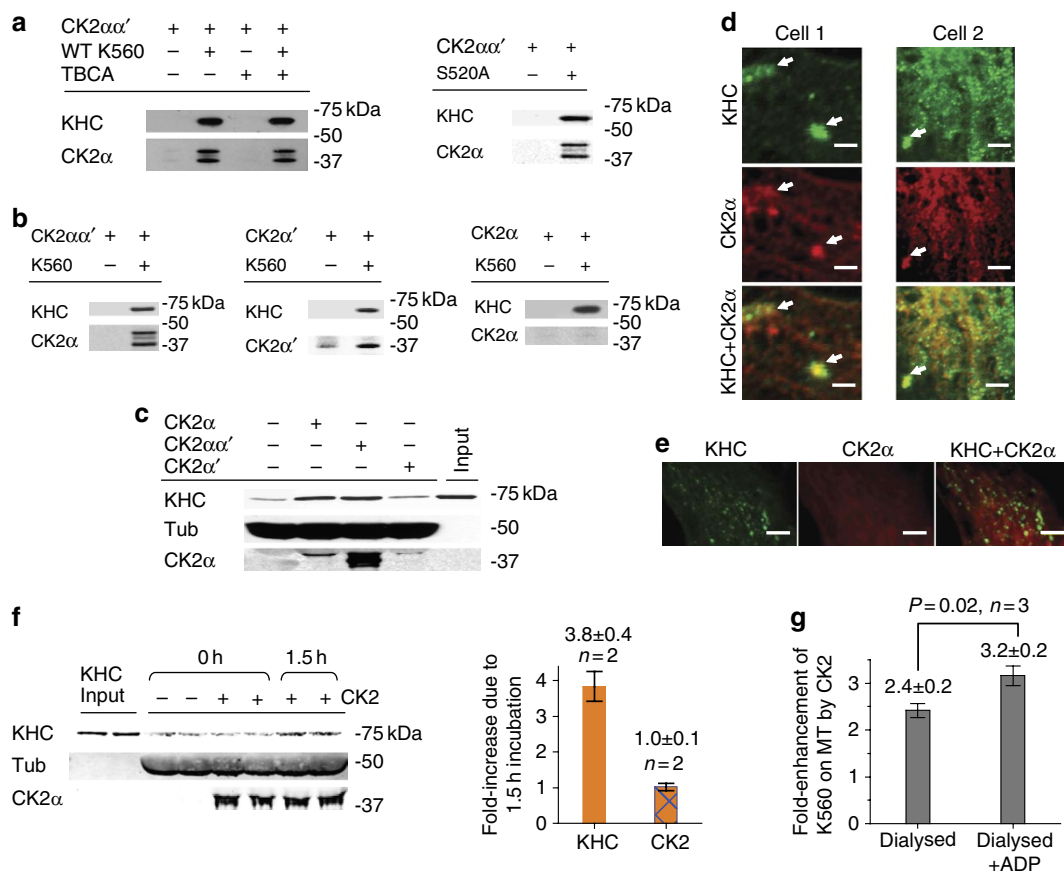 a
CK2αα′ + + + +
WT K560 – + – +
TBCA – – + +
KHC
CK2α
-75 kDa
-50
-37
CK2αα′ + +
S520A – +
KHC
CK2α
-75 kDa
-50
-37
b
CK2αα′ + +
K560 – +
KHC
CK2α
-75 kDa
-50
-37
CK2α′ + +
K560 – +
KHC
CK2α′
-75 kDa
-50
-37
CK2α + +
K560 – +
KHC
CK2α
-75 kDa
-50
-37
c
CK2α – + – –
CK2αα′ – – + –
CK2α′ – – – +
Input
KHC
Tub
CK2α
-75 kDa
-50
-37
d
Cell 1 Cell 2
KHC
CK2α
KHC+CK2α
e
KHC CK2α KHC+CK2α
f
KHC
Input
0 h 1.5 h
– – + + + + CK2
KHC
Tub
CK2α
-75 kDa
-50
-37
Fold-increase due to
1.5 h incubation
4
3
2
1
0
3.8±0.4
n=2
1.0±0.1
n=2
KHC CK2
g
P=0.02, n=3
Fold-enhancement of
K560 on MT by CK2
3
2
1
0
2.4±0.2
3.2±0.2
Dialysed Dialysed
+ADP